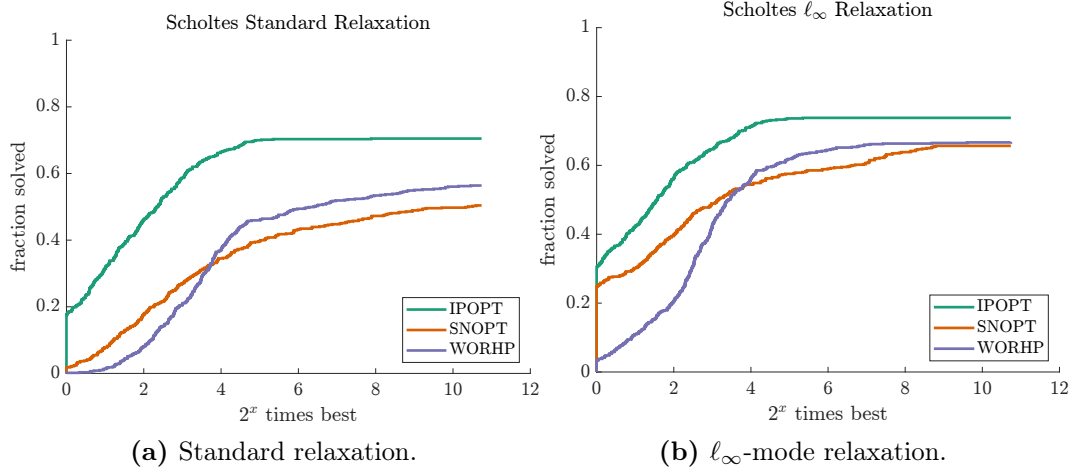 Scholtes Standard Relaxation
1
0.8
0.6
0.4
0.2
0
fraction solved
0 2 4 6 8 10 12
2^x times best
IPOPT
SNOPT
WORHP
(a) Standard relaxation.
Scholtes ℓ∞ Relaxation
1
0.8
0.6
0.4
0.2
0
fraction solved
0 2 4 6 8 10 12
2^x times best
IPOPT
SNOPT
WORHP
(b) ℓ∞-mode relaxation.